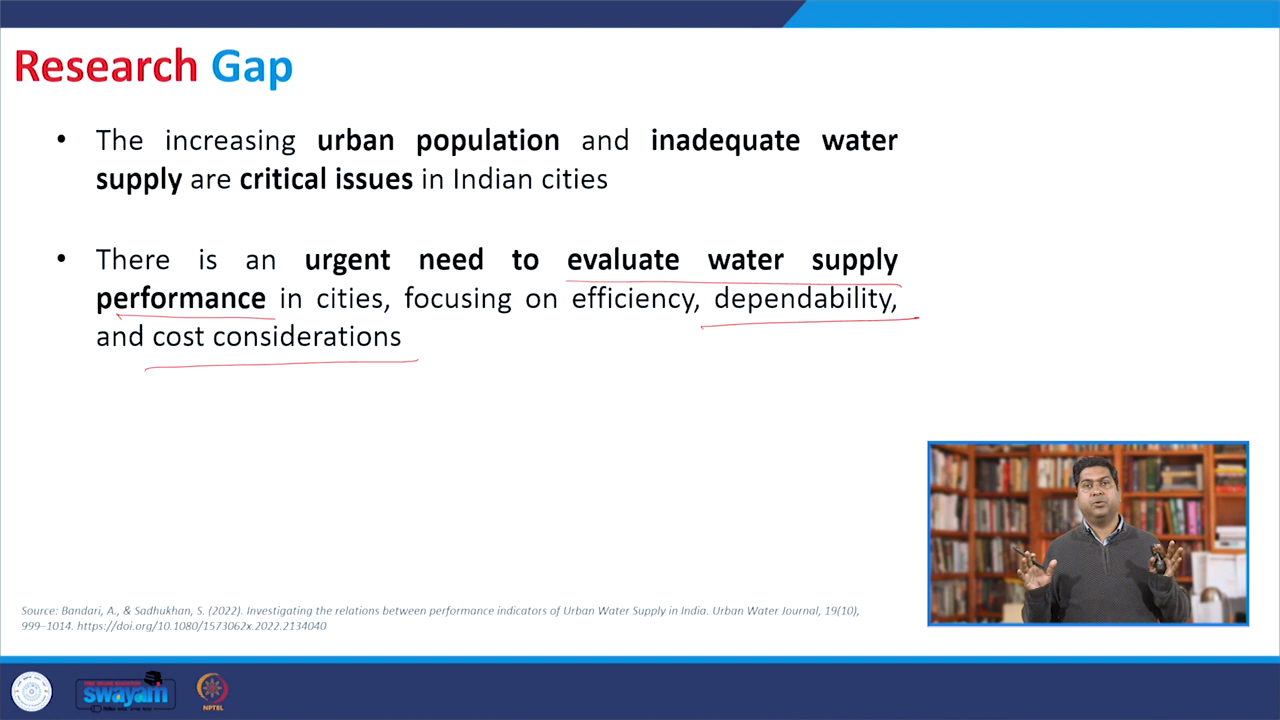 Research Gap
• The increasing urban population and inadequate water
supply are critical issues in Indian cities
• There is an urgent need to evaluate water supply
performance in cities, focusing on efficiency, dependability,
and cost considerations
Source: Bandari, A., & Sadhukhan, S. (2022). Investigating the relations between performance indicators of Urban Water Supply in India. Urban Water Journal, 19(10),
999–1014. https://doi.org/10.1080/1573062x.2022.2134040
swayam
NPTEL